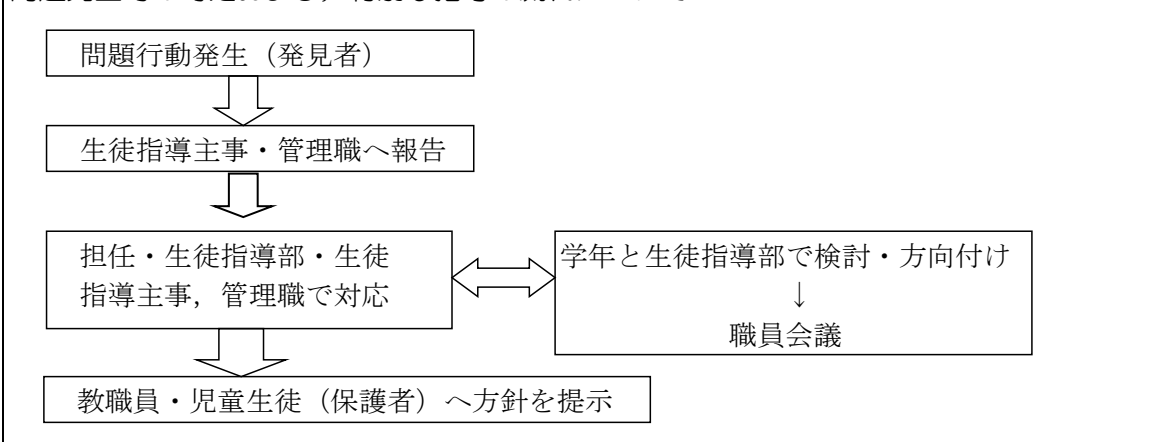 問題行動発生（発見者）
生徒指導主事・管理職へ報告
担任・生徒指導部・生徒
指導主事，管理職で対応
学年と生徒指導部で検討・方向付け
↓
職員会議
教職員・児童生徒（保護者）へ方針を提示